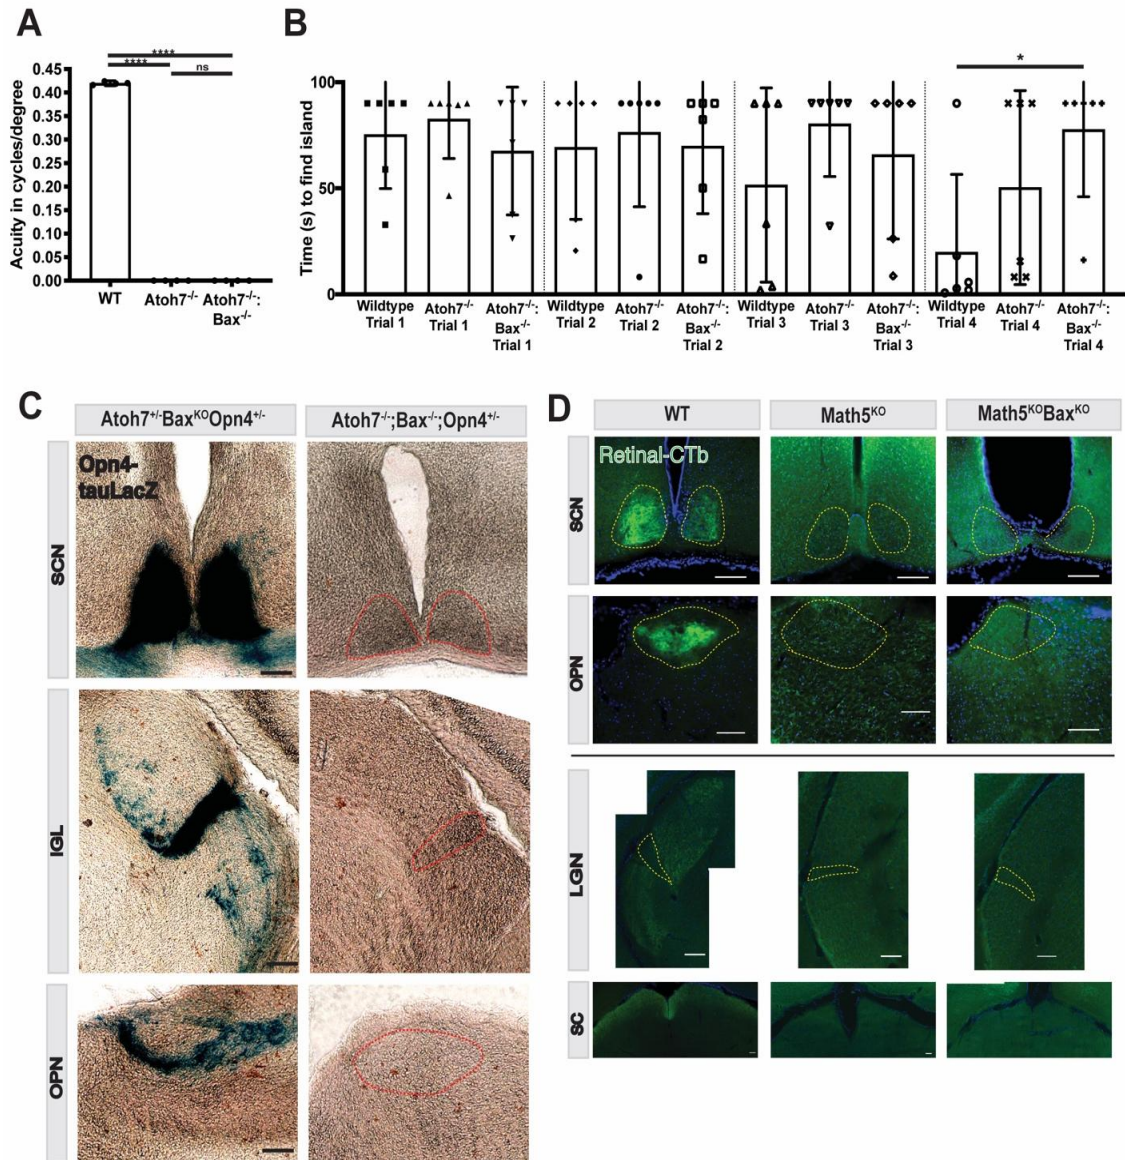 A
****
****
ns
Acuity in cycles/degree
0.45
0.40
0.35
0.30
0.25
0.20
0.15
0.10
0.05
0.00
WT
Atoh7-/-
Atoh7-/-:
Bax-/-
B
*
Time (s) to find island
100
50
0
Wildtype
Trial 1
Atoh7-/-
Trial 1
Atoh7-/-:
Bax-/-
Trial 1
Wildtype
Trial 2
Atoh7-/-
Trial 2
Atoh7-/-:
Bax-/-
Trial 2
Wildtype
Trial 3
Atoh7-/-
Trial 3
Atoh7-/-:
Bax-/-
Trial 3
Wildtype
Trial 4
Atoh7-/-
Trial 4
Atoh7-/-:
Bax-/-
Trial 4
C
Atoh7+/-BaxKOOpn4+/-
Atoh7-/-;Bax-/-;Opn4+/-
Opn4-
tauLacZ
SCN
IGL
OPN
D
WT
Math5KO
Math5KOBaxKO
Retinal-CTb
SCN
OPN
LGN
SC